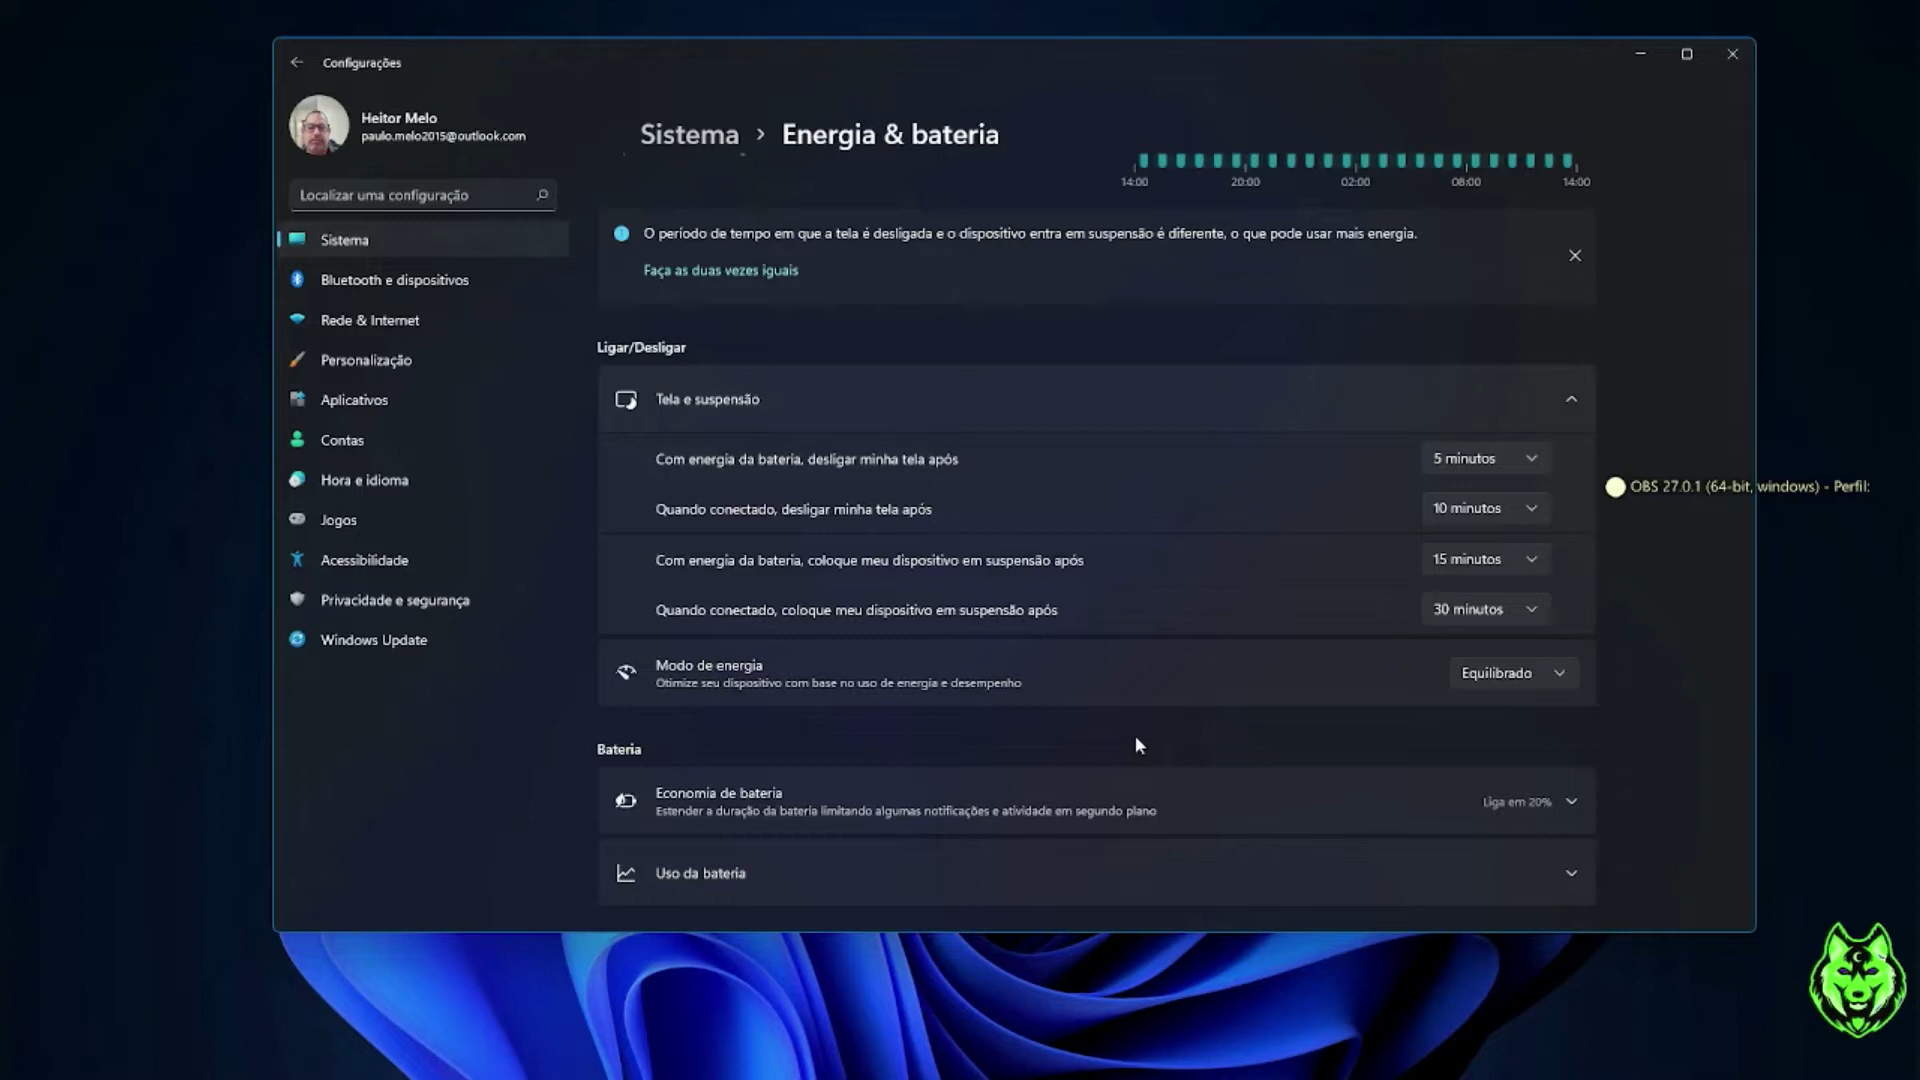 Configurações
Heitor Melo
paulo.melo2015@outlook.com
Localizar uma configuração
Sistema
Bluetooth e dispositivos
Rede & Internet
Personalização
Aplicativos
Contas
Hora e idioma
Jogos
Acessibilidade
Privacidade e segurança
Windows Update
Sistema > Energia & bateria
14:00 20:00 02:00 08:00 14:00
O período de tempo em que a tela é desligada e o dispositivo entra em suspensão é diferente, o que pode usar mais energia.
Faça as duas vezes iguais
Ligar/Desligar
Tela e suspensão
Com energia da bateria, desligar minha tela após 5 minutos
Quando conectado, desligar minha tela após 10 minutos
Com energia da bateria, coloque meu dispositivo em suspensão após 15 minutos
Quando conectado, coloque meu dispositivo em suspensão após 30 minutos
Modo de energia
Otimize seu dispositivo com base no uso de energia e desempenho
Equilibrado
Bateria
Economia de bateria
Estender a duração da bateria limitando algumas notificações e atividade em segundo plano
Liga em 20%
Uso da bateria
OBS 27.0.1 (64-bit, windows) - Perfil: